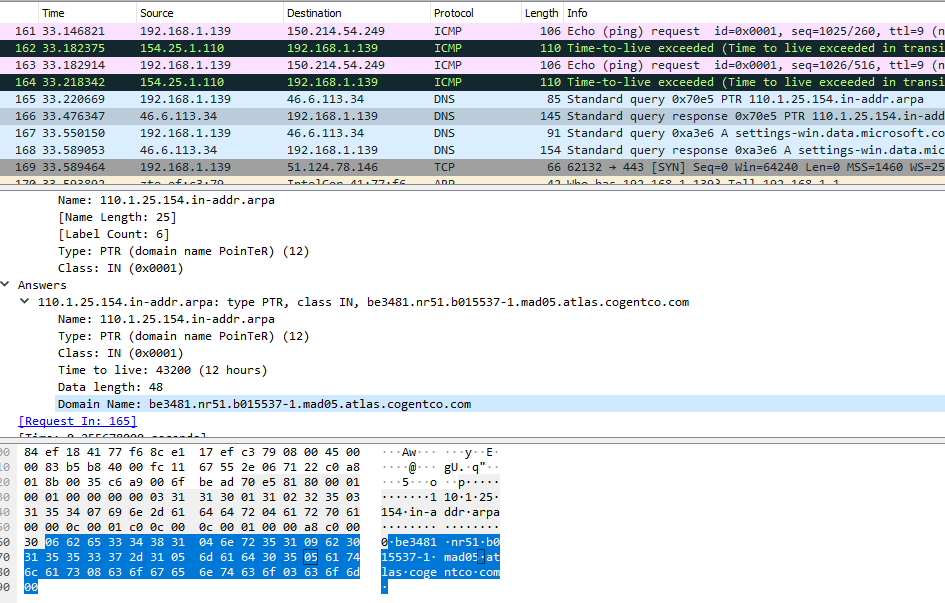 Time Source Destination Protocol Length Info
161 33.146821 192.168.1.139 150.214.54.249 ICMP 106 Echo (ping) request id=0x0001, seq=1025/260, ttl=9 (n
162 33.182375 154.25.1.110 192.168.1.139 ICMP 110 Time-to-live exceeded (Time to live exceeded in transi
163 33.182914 192.168.1.139 150.214.54.249 ICMP 106 Echo (ping) request id=0x0001, seq=1026/516, ttl=9 (n
164 33.218342 154.25.1.110 192.168.1.139 ICMP 110 Time-to-live exceeded (Time to live exceeded in transi
165 33.220669 192.168.1.139 46.6.113.34 DNS 85 Standard query 0x70e5 PTR 110.1.25.154.in-addr.arpa
166 33.476347 46.6.113.34 192.168.1.139 DNS 145 Standard query response 0x70e5 PTR 110.1.25.154.in-add
167 33.550150 192.168.1.139 46.6.113.34 DNS 91 Standard query 0xa3e6 A settings-win.data.microsoft.co
168 33.589053 46.6.113.34 192.168.1.139 DNS 154 Standard query response 0xa3e6 A settings-win.data.mic
169 33.589464 192.168.1.139 51.124.78.146 TCP 66 62132 → 443 [SYN] Seq=0 Win=64240 Len=0 MSS=1460 WS=25
170 33.593892 zte_ef:c3:79 IntelCor_41:77:f6 ARP 42 Who has 192.168.1.139? Tell 192.168.1.1
Name: 110.1.25.154.in-addr.arpa
[Name Length: 25]
[Label Count: 6]
Type: PTR (domain name PoinTeR) (12)
Class: IN (0x0001)
Answers
110.1.25.154.in-addr.arpa: type PTR, class IN, be3481.nr51.b015537-1.mad05.atlas.cogentco.com
Name: 110.1.25.154.in-addr.arpa
Type: PTR (domain name PoinTeR) (12)
Class: IN (0x0001)
Time to live: 43200 (12 hours)
Data length: 48
Domain Name: be3481.nr51.b015537-1.mad05.atlas.cogentco.com
[Request In: 165]
[Time: 0.255678000 seconds]
00 84 ef 18 41 77 f6 8c e1 17 ef c3 79 08 00 45 00 ···Aw··· ···y··E·
10 00 83 b5 b8 40 00 fc 11 67 55 2e 06 71 22 c0 a8 ····@··· gU.·q"··
20 01 8b 00 35 c6 a9 00 6f be ad 70 e5 81 80 00 01 ···5···o ··p·····
30 00 01 00 00 00 00 03 31 31 30 01 31 02 32 35 03 ·······1 10·1·25·
40 31 35 34 07 69 6e 2d 61 64 64 72 04 61 72 70 61 154·in-a ddr·arpa
50 00 00 0c 00 01 c0 0c 00 0c 00 01 00 00 a8 c0 00 ········ ········
60 30 06 62 65 33 34 38 31 04 6e 72 35 31 09 62 30 0·be3481 ·nr51·b0
70 31 35 35 33 37 2d 31 05 6d 61 64 30 35 05 61 74 15537-1· mad05·at
80 6c 61 73 08 63 6f 67 65 6e 74 63 6f 03 63 6f 6d las·coge ntco·com
90 00 ·